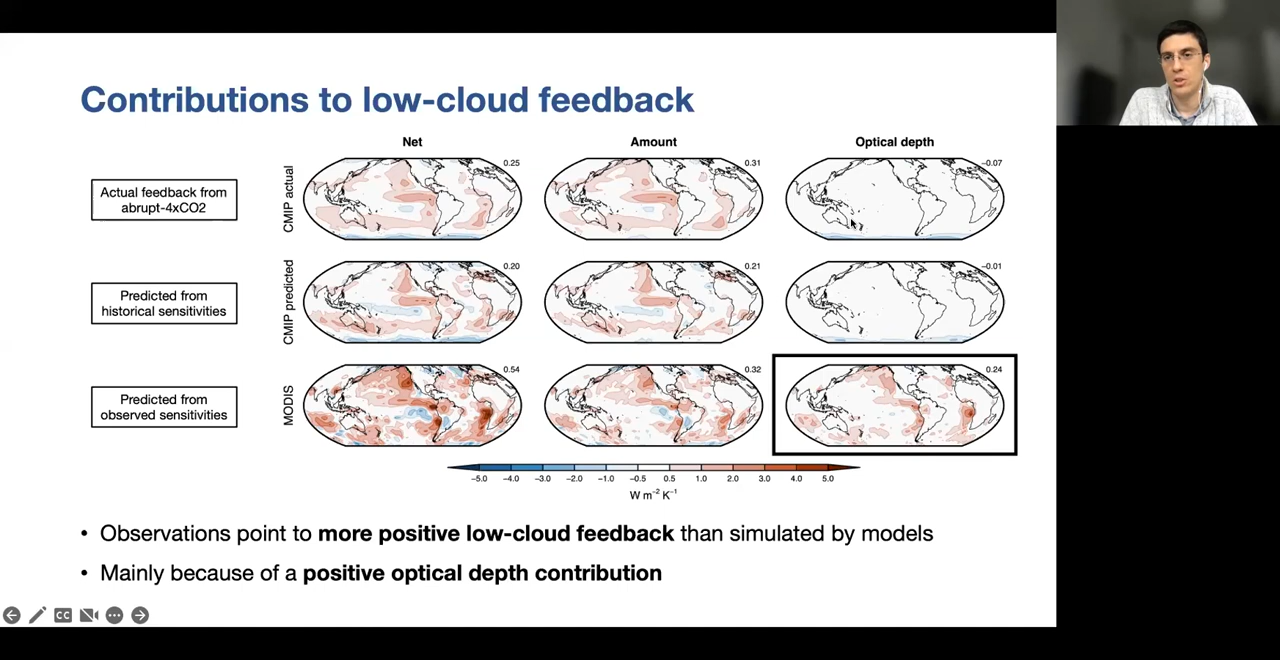 Contributions to low-cloud feedback
Net
Amount
Optical depth
Actual feedback from
abrupt-4xCO2
CMIP actual
0.25
0.31
−0.07
Predicted from
historical sensitivities
CMIP predicted
0.20
0.21
−0.01
Predicted from
observed sensitivities
MODIS
0.54
0.32
0.24
-5.0 -4.0 -3.0 -2.0 -1.0 -0.5 0.5 1.0 2.0 3.0 4.0 5.0
W m⁻² K⁻¹
• Observations point to more positive low-cloud feedback than simulated by models
• Mainly because of a positive optical depth contribution
CC